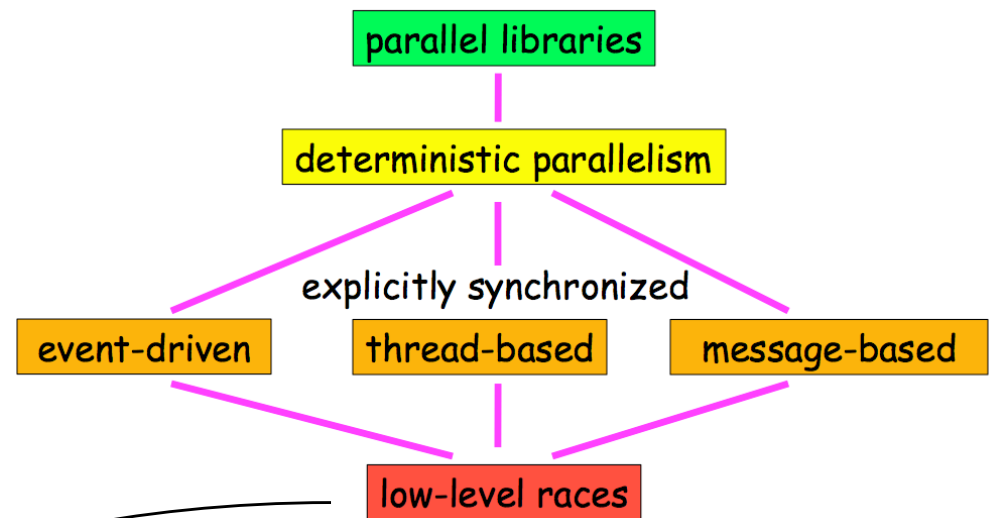 parallel libraries
deterministic parallelism
explicitly synchronized
event-driven
thread-based
message-based
low-level races